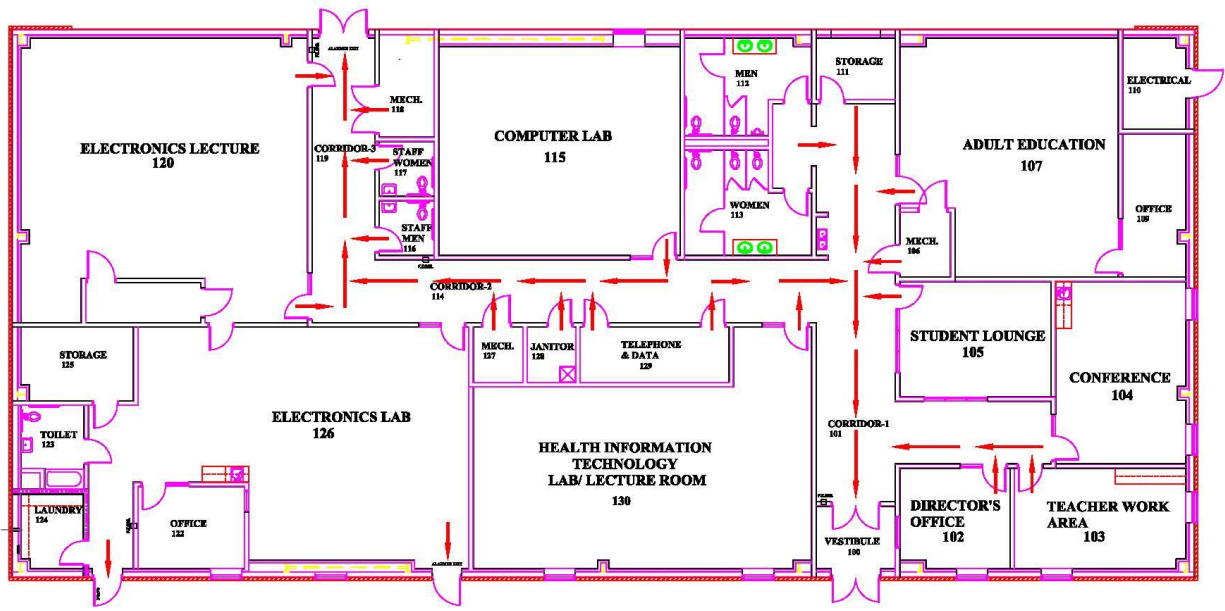 ALARMED EXIT
ELECTRONICS LECTURE
120
CORRIDOR-3
119
MECH.
118
STAFF
WOMEN
117
STAFF
MEN
116
COMPUTER LAB
115
MEN
112
WOMEN
113
STORAGE
111
ADULT EDUCATION
107
ELECTRICAL
110
OFFICE
109
MECH.
106
CORRIDOR-2
114
STORAGE
125
TOILET
123
LAUNDRY
124
OFFICE
122
ELECTRONICS LAB
126
MECH.
127
JANITOR
128
TELEPHONE
& DATA
129
HEALTH INFORMATION
TECHNOLOGY
LAB/ LECTURE ROOM
130
CORRIDOR-1
101
STUDENT LOUNGE
105
CONFERENCE
104
DIRECTOR'S
OFFICE
102
TEACHER WORK
AREA
103
VESTIBULE
100
ALARMED EXIT